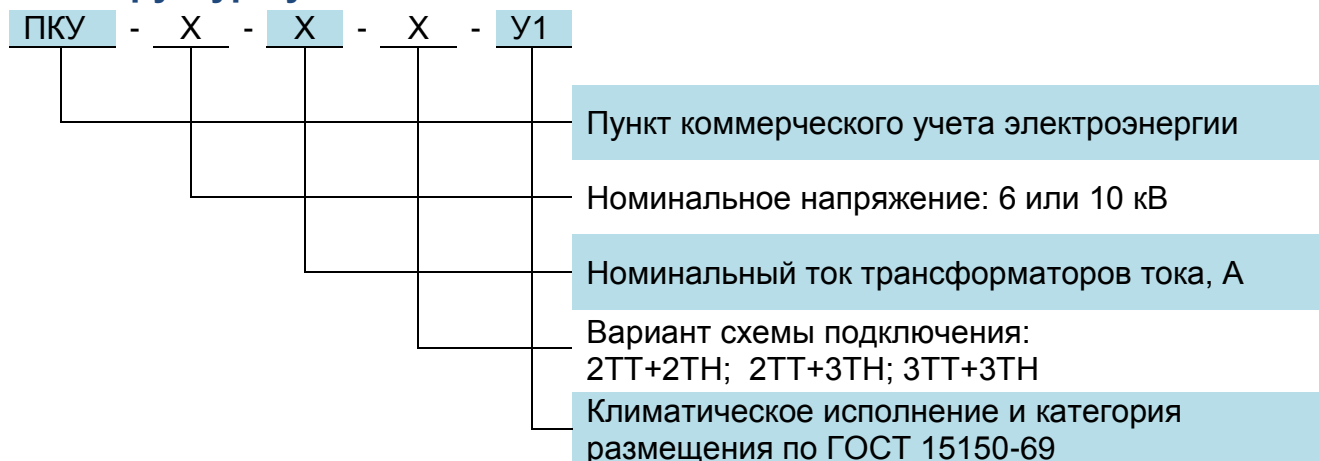 ПКУ - Х - Х - Х - У1
Пункт коммерческого учета электроэнергии
Номинальное напряжение: 6 или 10 кВ
Номинальный ток трансформаторов тока, А
Вариант схемы подключения:
2ТТ+2ТН; 2ТТ+3ТН; 3ТТ+3ТН
Климатическое исполнение и категория
размещения по ГОСТ 15150-69